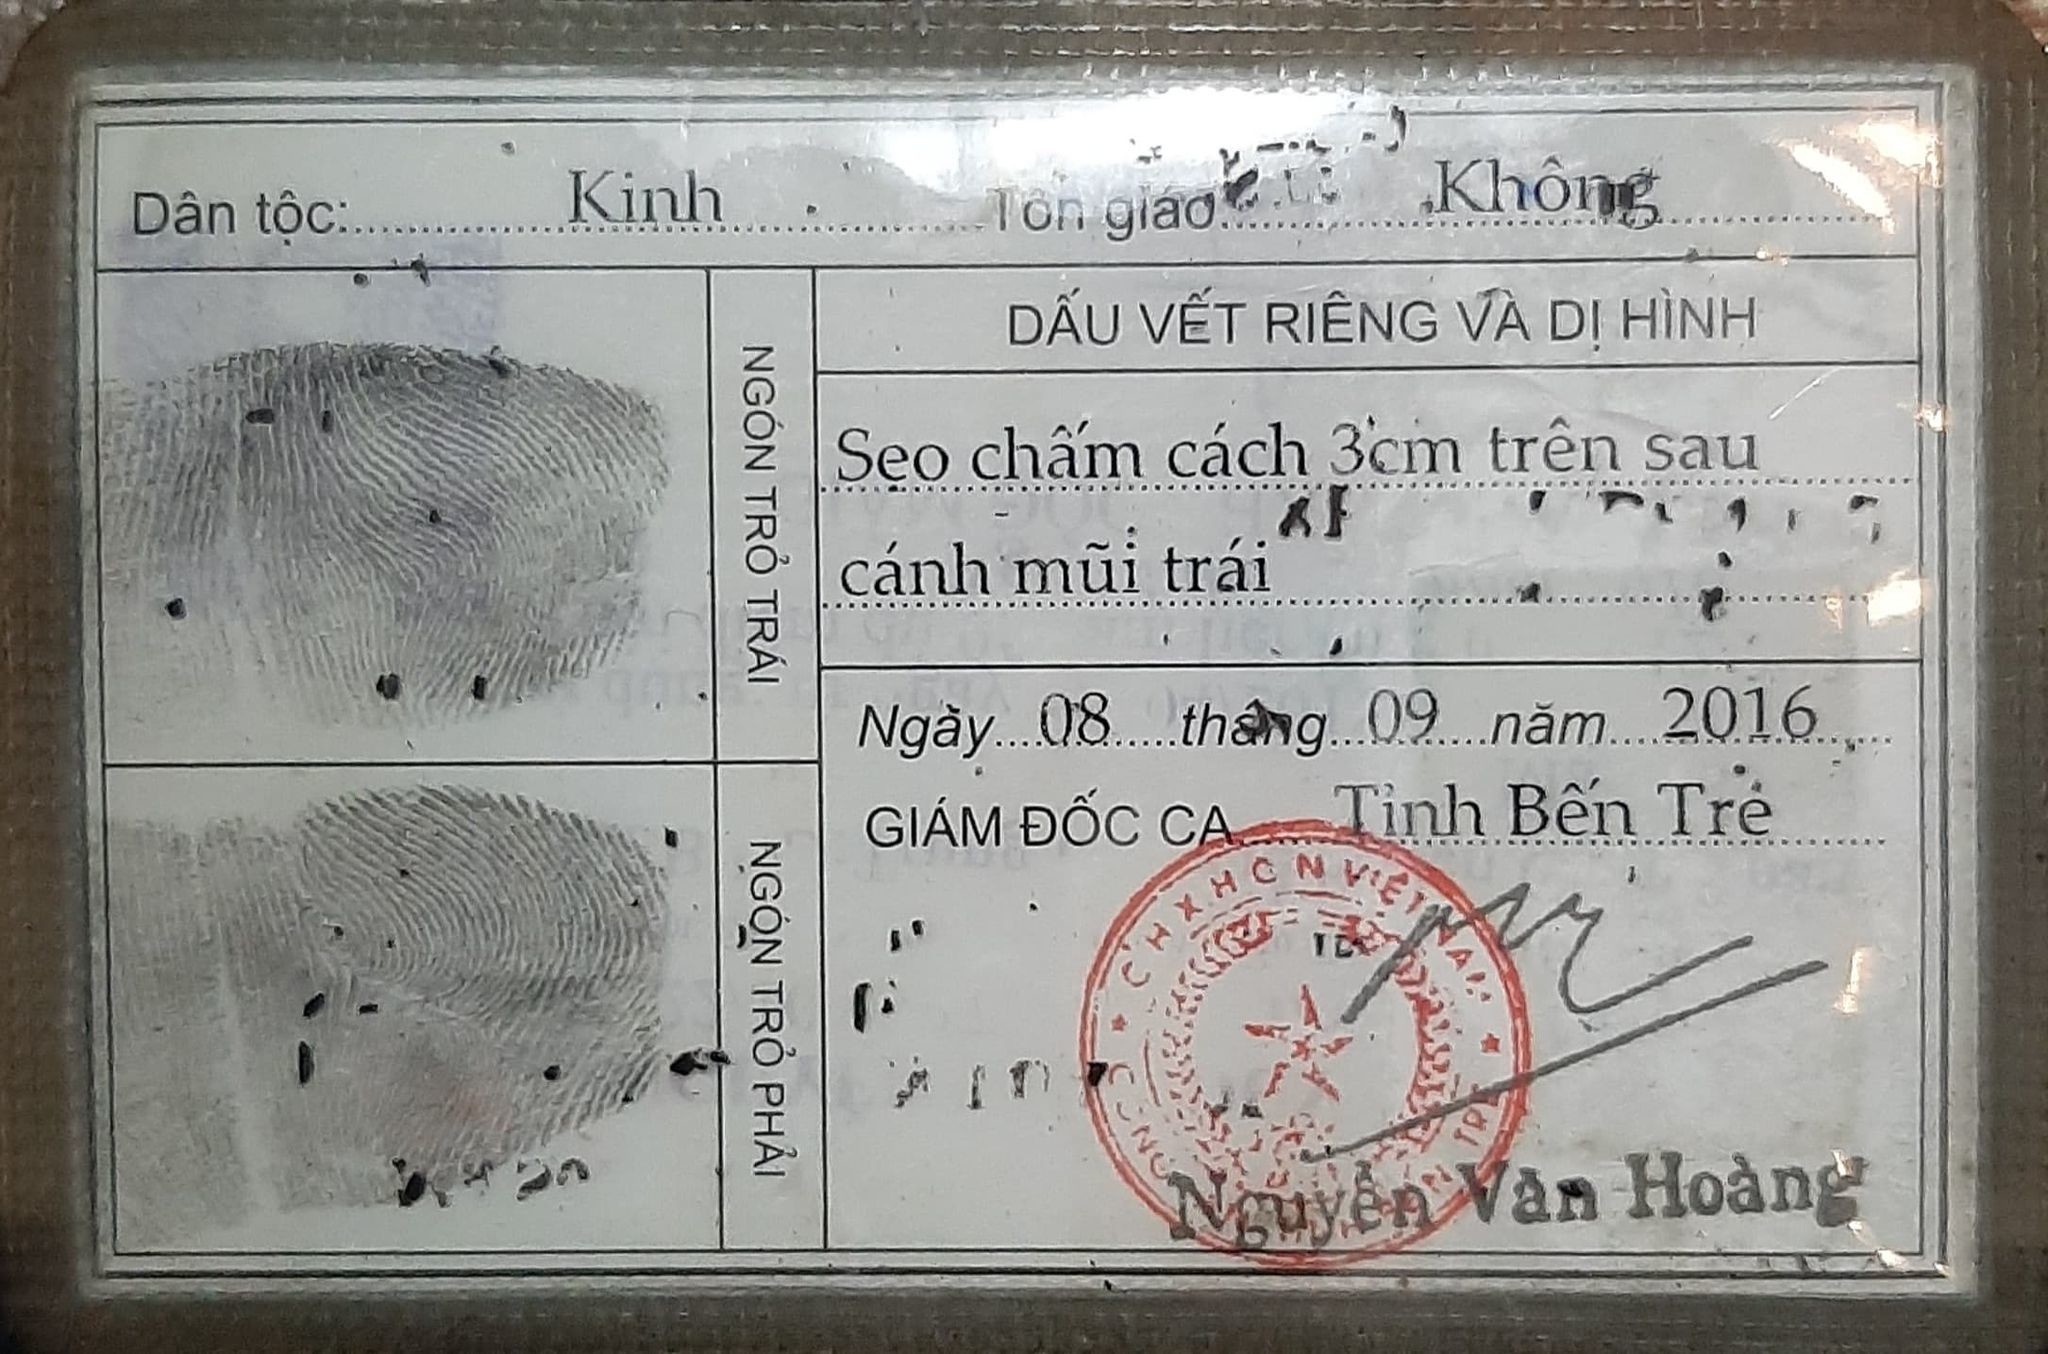 Dân tộc: Kinh Tôn giáo: Không
NGÓN TRỎ TRÁI
DẤU VẾT RIÊNG VÀ DỊ HÌNH
Sẹo chấm cách 3cm trên sau
cánh mũi trái
Ngày 08 tháng 09 năm 2016
GIÁM ĐỐC CA Tỉnh Bến Tre
NGÓN TRỎ PHẢI
C H X H C N VIỆT NAM
Nguyễn Văn Hoàng